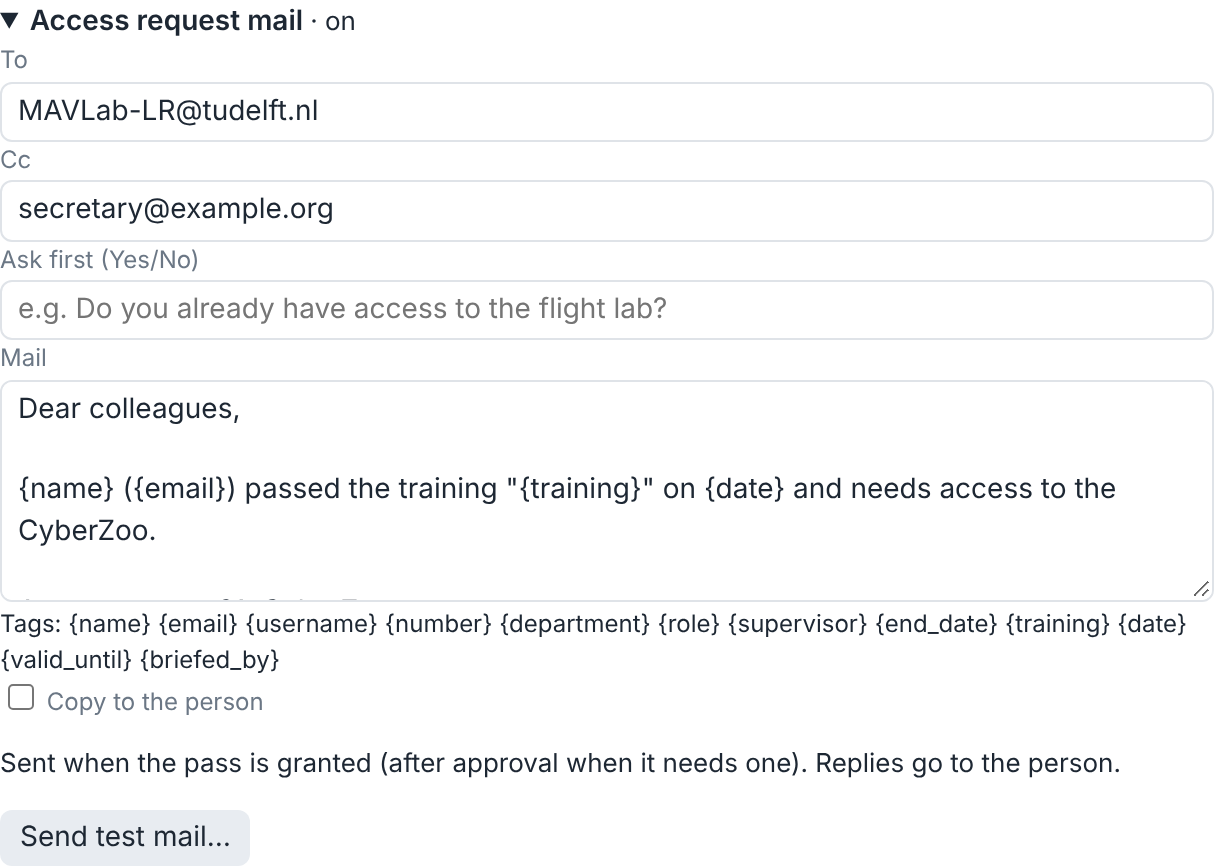 Access request mail · on
To
MAVLab-LR@tudelft.nl
Cc
secretary@example.org
Ask first (Yes/No)
e.g. Do you already have access to the flight lab?
Mail
Dear colleagues,
{name} ({email}) passed the training "{training}" on {date} and needs access to the
CyberZoo.
Tags: {name} {email} {username} {number} {department} {role} {supervisor} {end_date} {training} {date}
{valid_until} {briefed_by}
Copy to the person
Sent when the pass is granted (after approval when it needs one). Replies go to the person.
Send test mail...